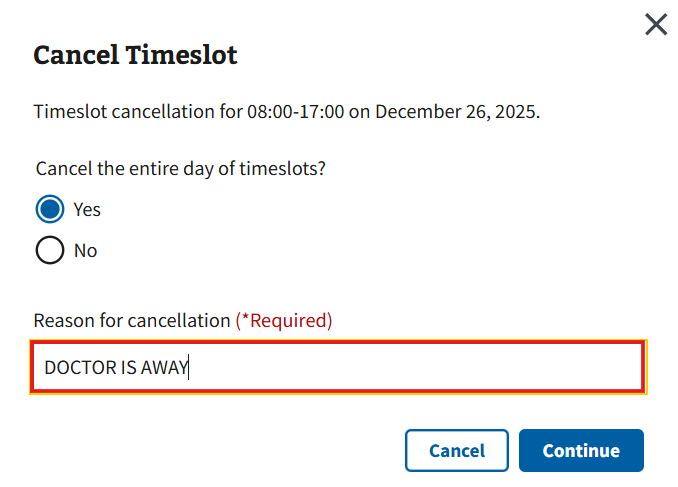 Cancel Timeslot
Timeslot cancellation for 08:00-17:00 on December 26, 2025.
Cancel the entire day of timeslots?
Yes
No
Reason for cancellation (*Required)
DOCTOR IS AWAY
Cancel
Continue